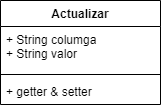 Actualizar
+ String columga
+ String valor
+ getter & setter